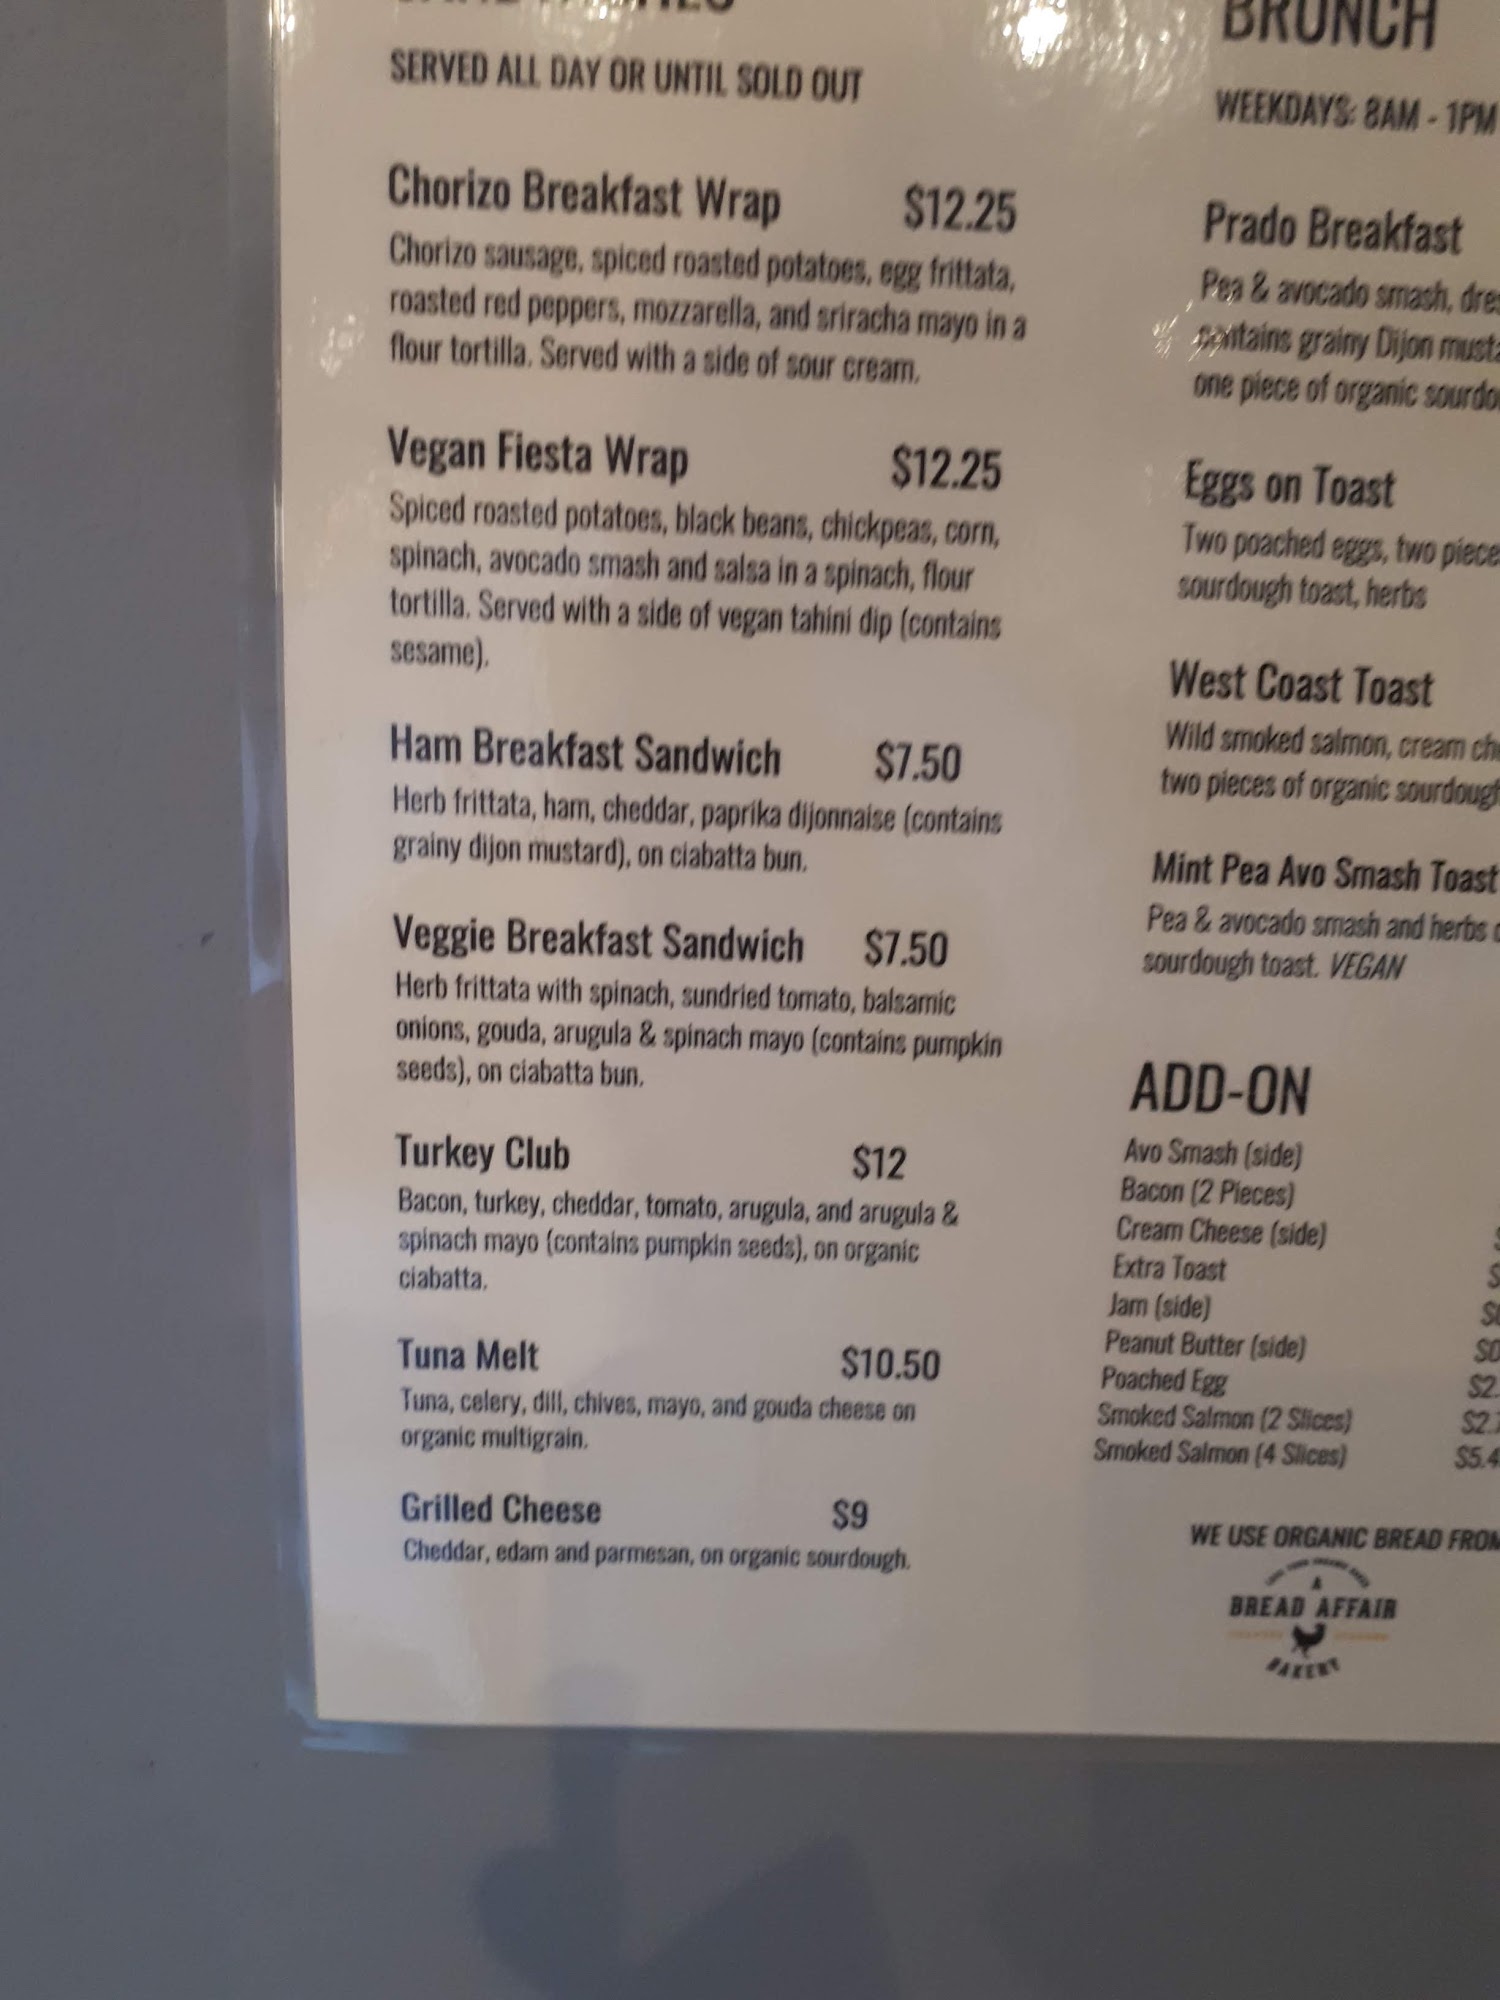 SERVED ALL DAY OR UNTIL SOLD OUT
Chorizo Breakfast Wrap $12.25
Chorizo sausage, spiced roasted potatoes, egg frittata,
roasted red peppers, mozzarella, and sriracha mayo in a
flour tortilla. Served with a side of sour cream.
Vegan Fiesta Wrap $12.25
Spiced roasted potatoes, black beans, chickpeas, corn,
spinach, avocado smash and salsa in a spinach, flour
tortilla. Served with a side of vegan tahini dip (contains
sesame).
Ham Breakfast Sandwich $7.50
Herb frittata, ham, cheddar, paprika dijonnaise (contains
grainy dijon mustard), on ciabatta bun.
Veggie Breakfast Sandwich $7.50
Herb frittata with spinach, sundried tomato, balsamic
onions, gouda, arugula & spinach mayo (contains pumpkin
seeds), on ciabatta bun.
Turkey Club $12
Bacon, turkey, cheddar, tomato, arugula, and arugula &
spinach mayo (contains pumpkin seeds), on organic
ciabatta.
Tuna Melt $10.50
Tuna, celery, dill, chives, mayo, and gouda cheese on
organic multigrain.
Grilled Cheese $9
Cheddar, edam and parmesan, on organic sourdough.
BRUNCH
WEEKDAYS: 8AM - 1PM
Prado Breakfast
Pea & avocado smash,
contains grainy Dijon
one piece of organic
Eggs on Toast
Two poached eggs, two
sourdough toast, herbs
West Coast Toast
Wild smoked salmon, cream
two pieces of organic
Mint Pea Avo Smash Toast
Pea & avocado smash and herbs
sourdough toast. VEGAN
ADD-ON
Avo Smash (side)
Bacon (2 Pieces)
Cream Cheese (side)
Extra Toast
Jam (side)
Peanut Butter (side)
Poached Egg $2.
Smoked Salmon (2 Slices) $2.
Smoked Salmon (4 Slices) $5.4
WE USE ORGANIC BREAD FROM
A
BREAD AFFAIR
BAKERY